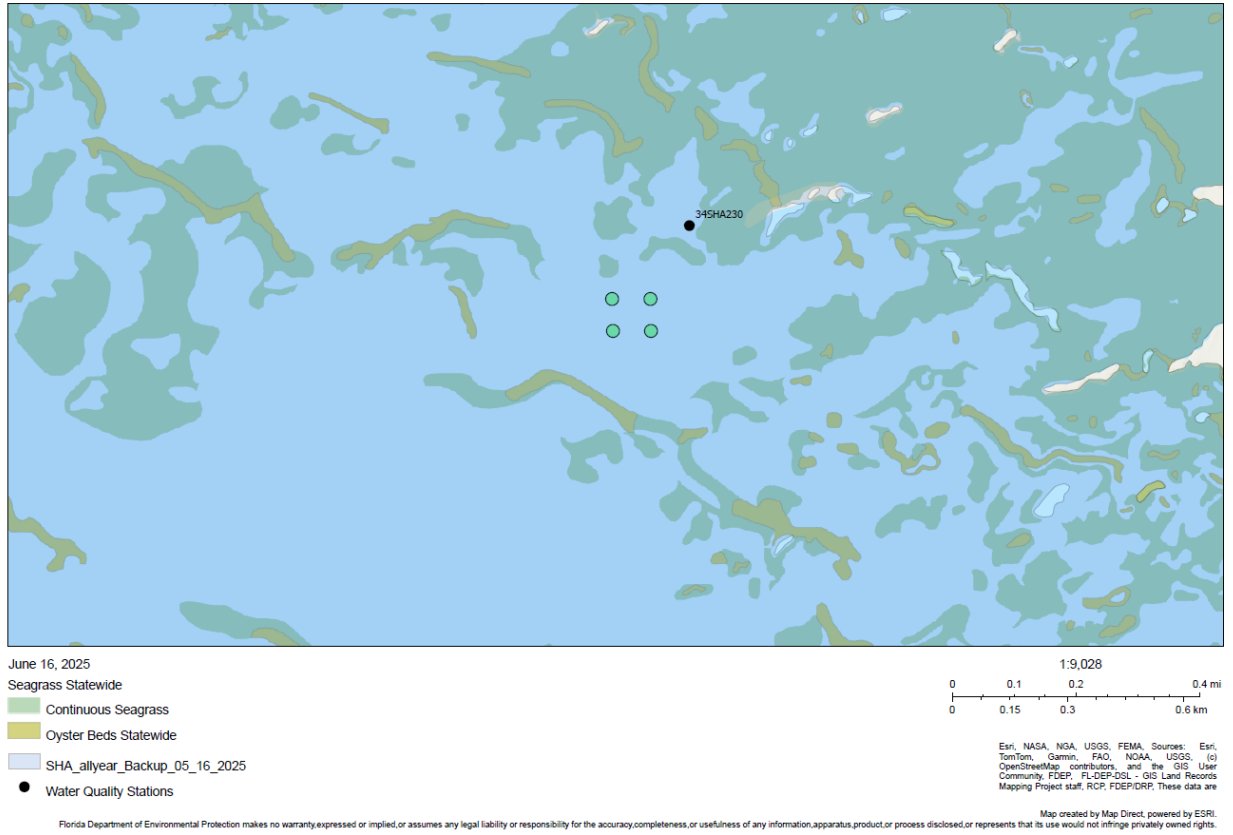 34SHA230
June 16, 2025
Seagrass Statewide
Continuous Seagrass
Oyster Beds Statewide
SHA_allyear_Backup_05_16_2025
Water Quality Stations
1:9,028
0 0.1 0.2 0.4 mi
0 0.15 0.3 0.6 km
Esri, NASA, NGA, USGS, FEMA, Sources: Esri,
TomTom, Garmin, FAO, NOAA, USGS, (c)
OpenStreetMap contributors, and the GIS User
Community, FDEP, FL-DEP-DSL - GIS Land Records
Mapping Project staff, RCP, FDEP/DRP, These data are
Map created by Map Direct, powered by ESRI.
Florida Department of Environmental Protection makes no warranty,expressed or implied,or assumes any legal liability or responsibility for the accuracy,completeness,or usefulness of any information,apparatus,product,or process disclosed,or represents that its use would not infringe privately owned rights.